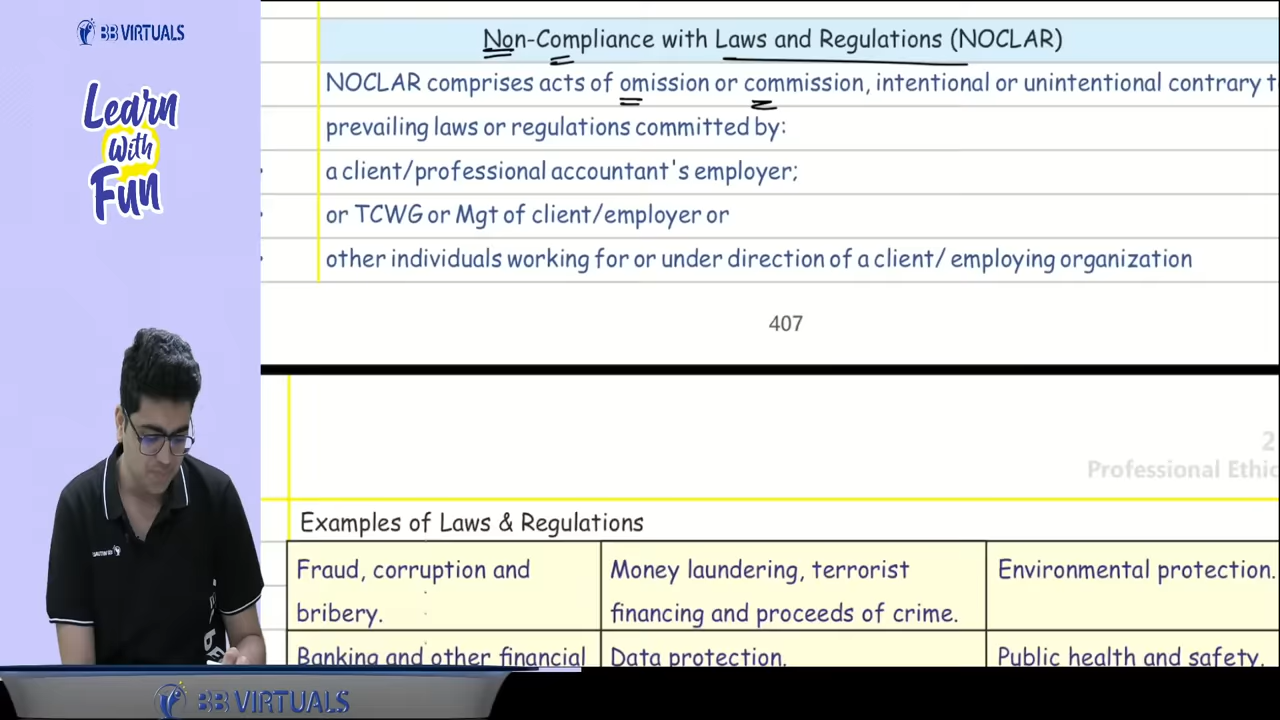 BB VIRTUALS
Learn
With
Fun
Non-Compliance with Laws and Regulations (NOCLAR)
NOCLAR comprises acts of omission or commission, intentional or unintentional contrary t
prevailing laws or regulations committed by:
a client/professional accountant's employer;
or TCWG or Mgt of client/employer or
other individuals working for or under direction of a client/ employing organization
407
2
Professional Ethic
Examples of Laws & Regulations
Fraud, corruption and
bribery.
Money laundering, terrorist
financing and proceeds of crime.
Environmental protection.
Banking and other financial
Data protection.
Public health and safety.
BB VIRTUALS